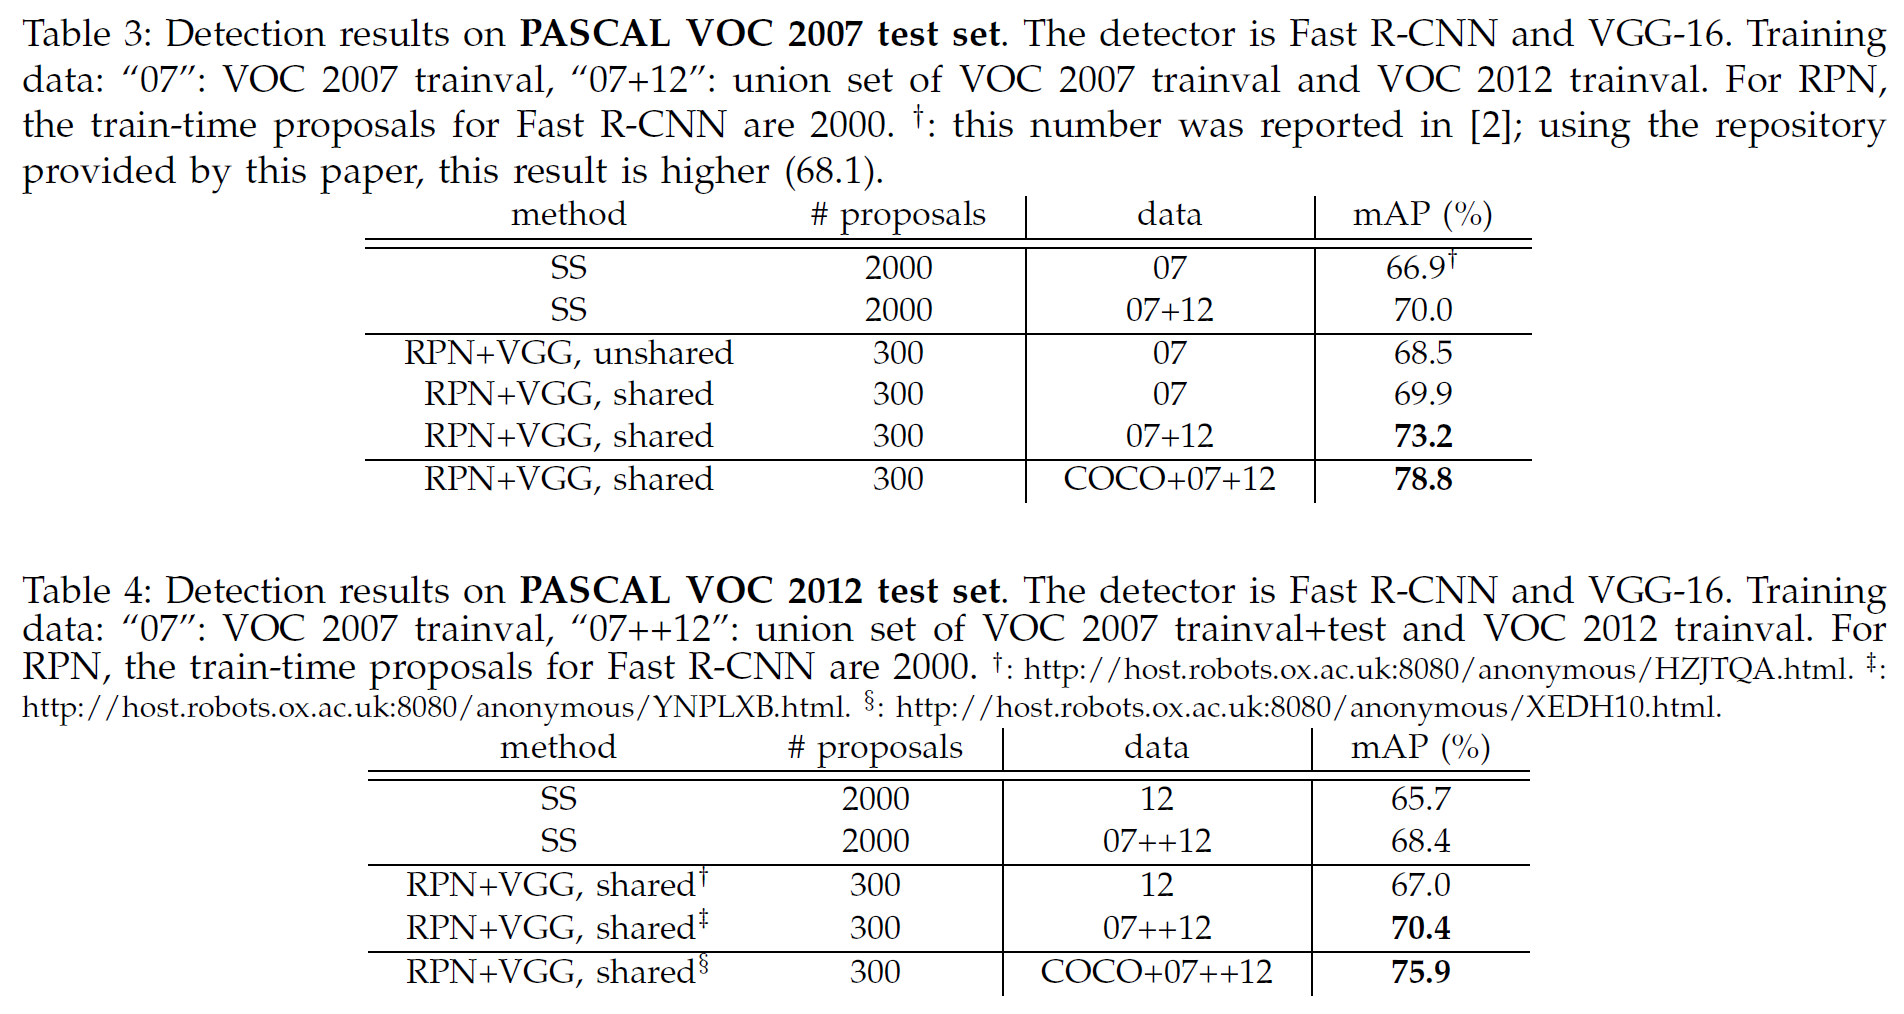 Table 3: Detection results on PASCAL VOC 2007 test set. The detector is Fast R-CNN and VGG-16. Training
data: “07”: VOC 2007 trainval, “07+12”: union set of VOC 2007 trainval and VOC 2012 trainval. For RPN,
the train-time proposals for Fast R-CNN are 2000. †: this number was reported in [2]; using the repository
provided by this paper, this result is higher (68.1).
method # proposals data mAP (%)
SS 2000 07 66.9†
SS 2000 07+12 70.0
RPN+VGG, unshared 300 07 68.5
RPN+VGG, shared 300 07 69.9
RPN+VGG, shared 300 07+12 73.2
RPN+VGG, shared 300 COCO+07+12 78.8
Table 4: Detection results on PASCAL VOC 2012 test set. The detector is Fast R-CNN and VGG-16. Training
data: “07”: VOC 2007 trainval, “07++12”: union set of VOC 2007 trainval+test and VOC 2012 trainval. For
RPN, the train-time proposals for Fast R-CNN are 2000. †: http://host.robots.ox.ac.uk:8080/anonymous/HZJTQA.html. ‡:
http://host.robots.ox.ac.uk:8080/anonymous/YNPLXB.html. §: http://host.robots.ox.ac.uk:8080/anonymous/XEDH10.html.
method # proposals data mAP (%)
SS 2000 12 65.7
SS 2000 07++12 68.4
RPN+VGG, shared† 300 12 67.0
RPN+VGG, shared‡ 300 07++12 70.4
RPN+VGG, shared§ 300 COCO+07++12 75.9